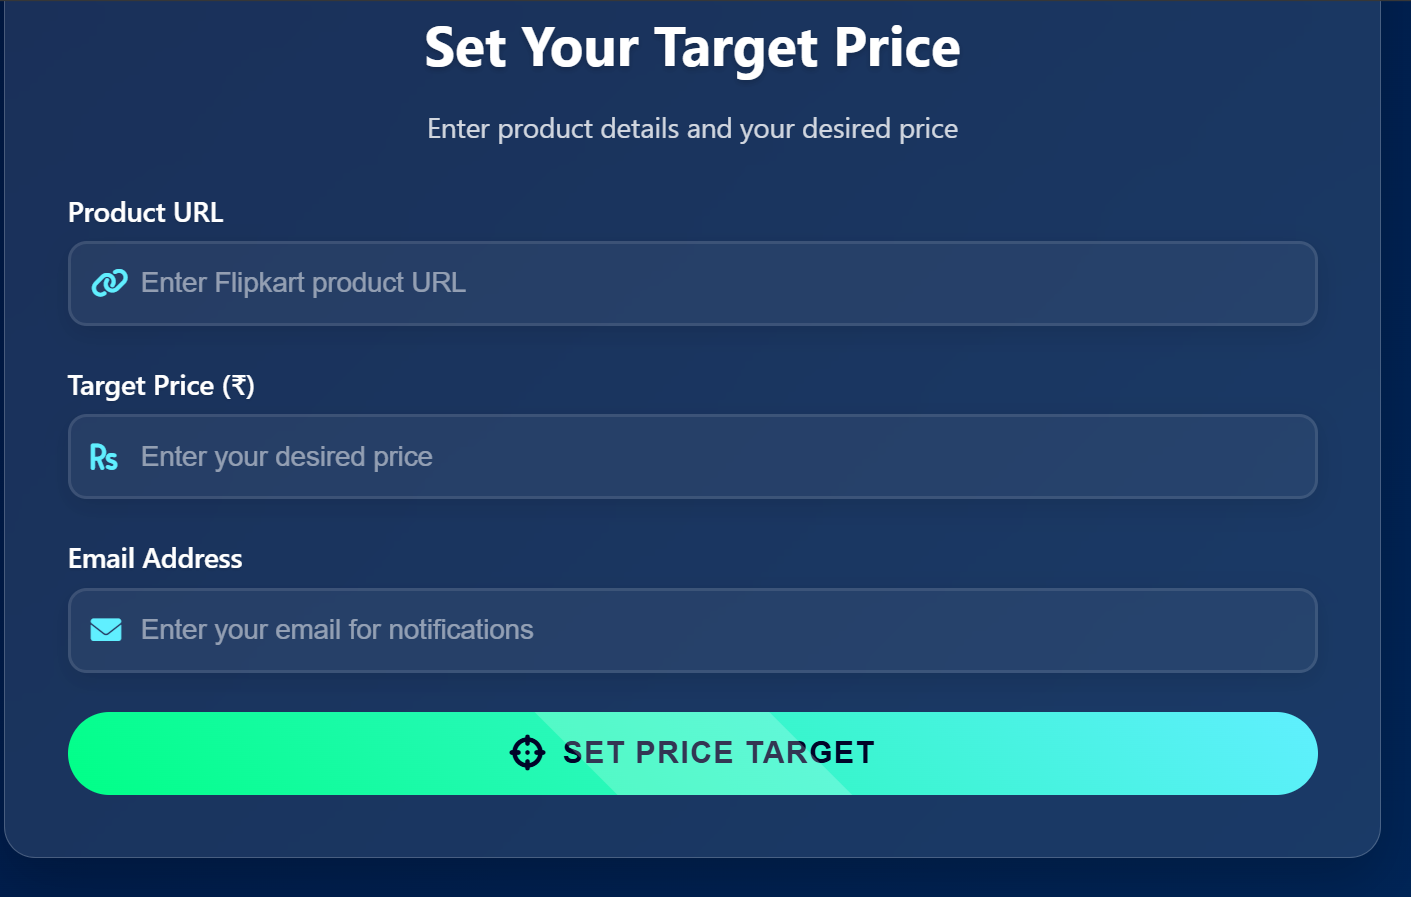 Set Your Target Price
Enter product details and your desired price
Product URL
Enter Flipkart product URL
Target Price (₹)
Rs Enter your desired price
Email Address
Enter your email for notifications
SET PRICE TARGET